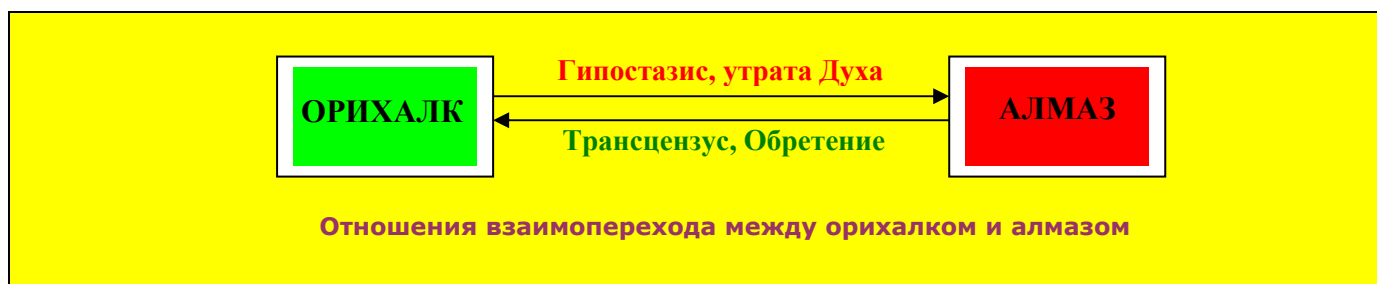 Гипостазис, утрата Духа
ОРИХАЛК
АЛМАЗ
Трансцензус, Обретение
Отношения взаимоперехода между орихалком и алмазом